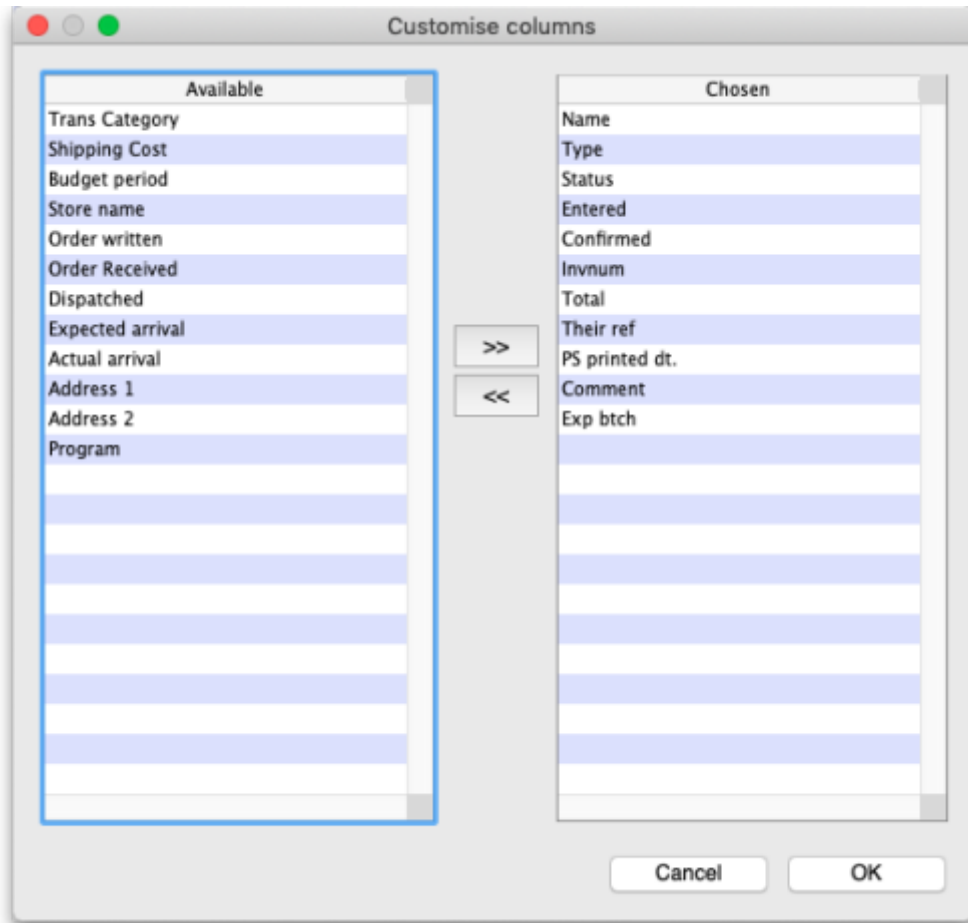 Customise columns
Available
Trans Category
Shipping Cost
Budget period
Store name
Order written
Order Received
Dispatched
Expected arrival
Actual arrival
Address 1
Address 2
Program
>>
<<
Chosen
Name
Type
Status
Entered
Confirmed
Invnum
Total
Their ref
PS printed dt.
Comment
Exp btch
Cancel
OK